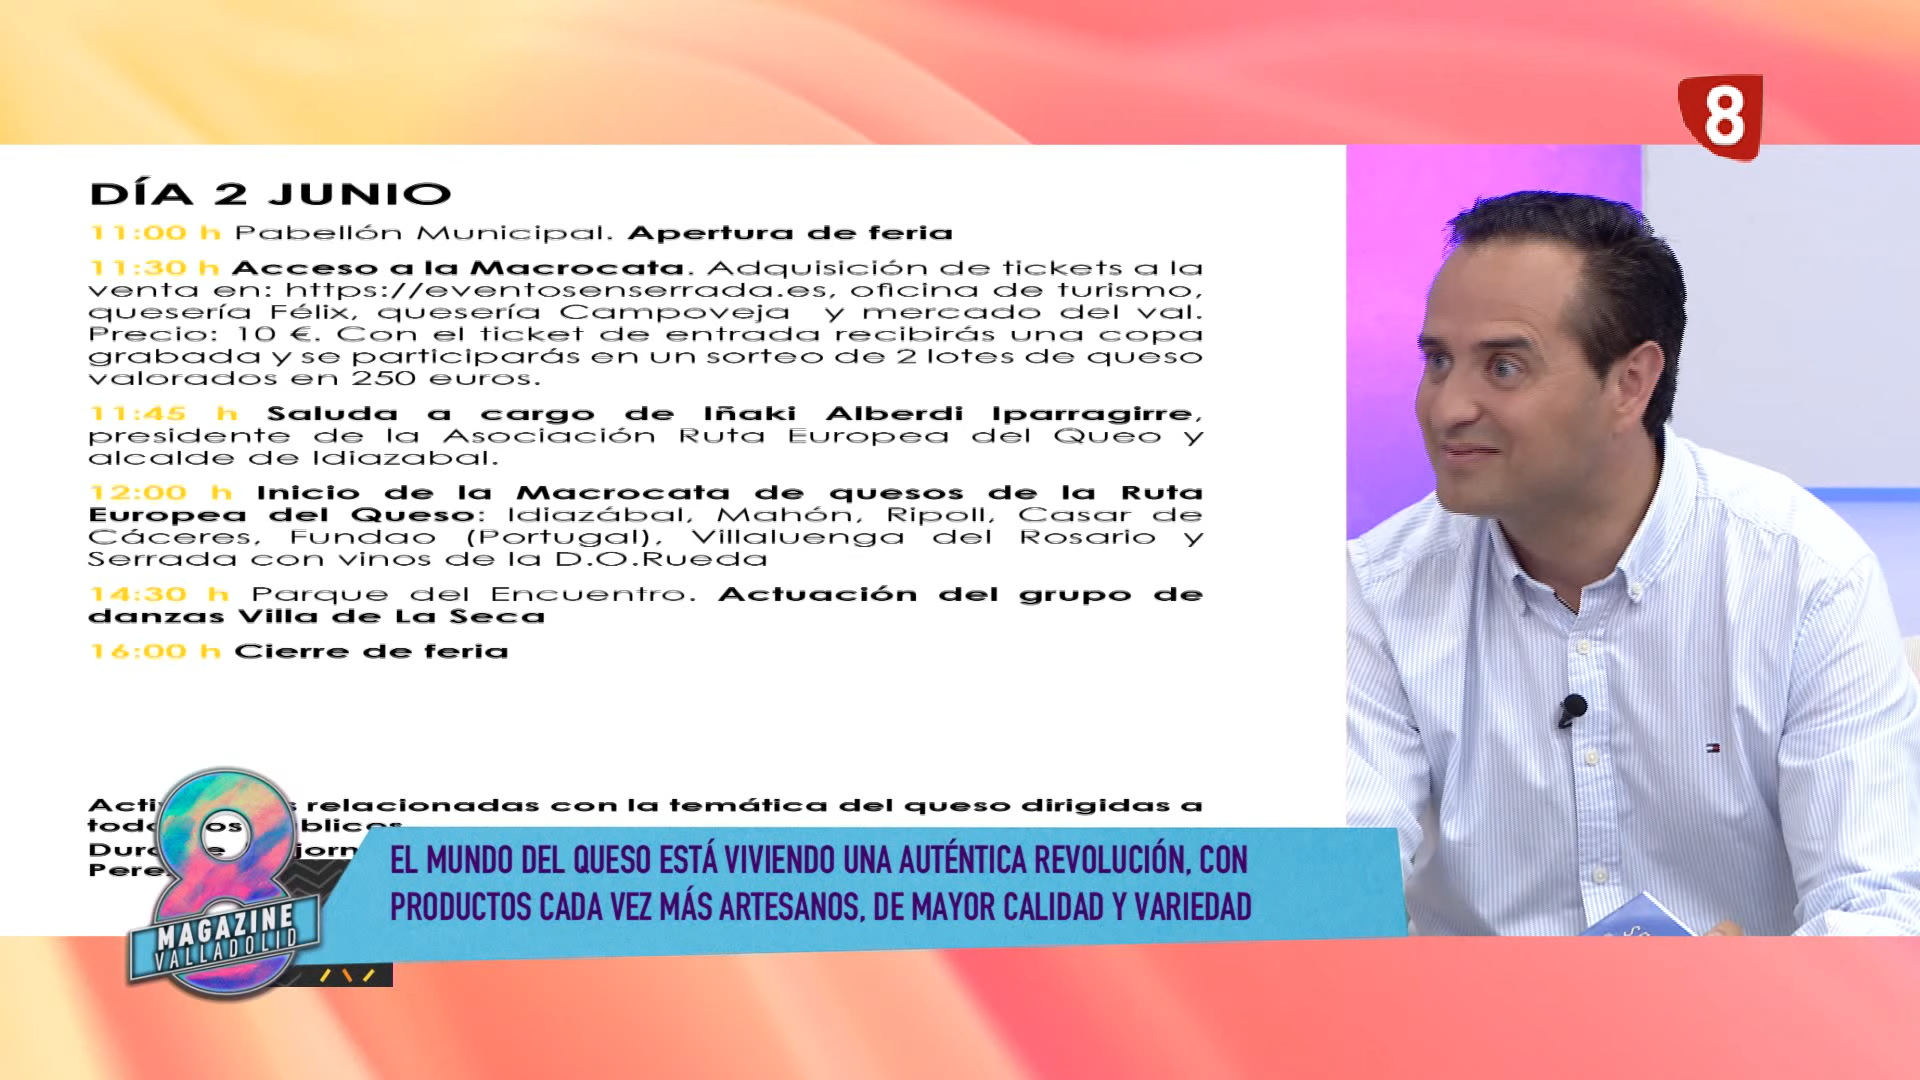 8
DÍA 2 JUNIO
11:00 h Pabellón Municipal. Apertura de feria
11:30 h Acceso a la Macrocata. Adquisición de tickets a la
venta en: https://eventosenserrada.es, oficina de turismo,
quesería Félix, quesería Campoveja y mercado del val.
Precio: 10 €. Con el ticket de entrada recibirás una copa
grabada y se participarás en un sorteo de 2 lotes de queso
valorados en 250 euros.
11:45 h Saluda a cargo de Iñaki Alberdi Iparragirre,
presidente de la Asociación Ruta Europea del Queo y
alcalde de Idiazabal.
12:00 h Inicio de la Macrocata de quesos de la Ruta
Europea del Queso: Idiazábal, Mahón, Ripoll, Casar de
Cáceres, Fundao (Portugal), Villaluenga del Rosario y
Serrada con vinos de la D.O.Rueda
14:30 h Parque del Encuentro. Actuación del grupo de
danzas Villa de La Seca
16:00 h Cierre de feria
relacionadas con la temática del queso dirigidas a
EL MUNDO DEL QUESO ESTÁ VIVIENDO UNA AUTÉNTICA REVOLUCIÓN, CON
PRODUCTOS CADA VEZ MÁS ARTESANOS, DE MAYOR CALIDAD Y VARIEDAD
8
MAGAZINE
VALLADOLID